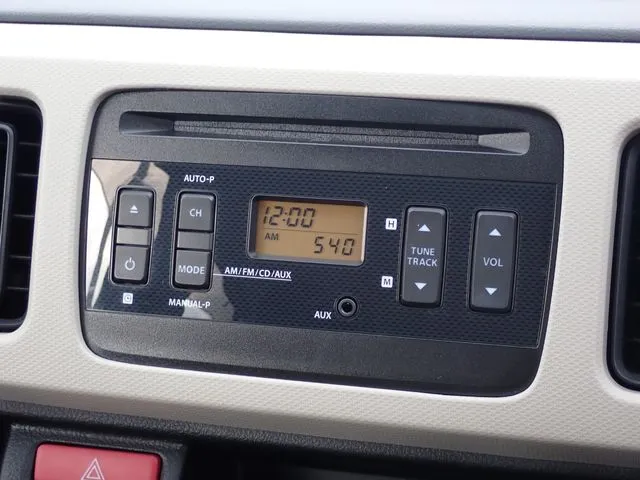 AUTO-P
CH
MODE
MANUAL-P
AM/FM/CD/AUX
12:00
AM
540
H
M
TUNE
TRACK
VOL
AUX